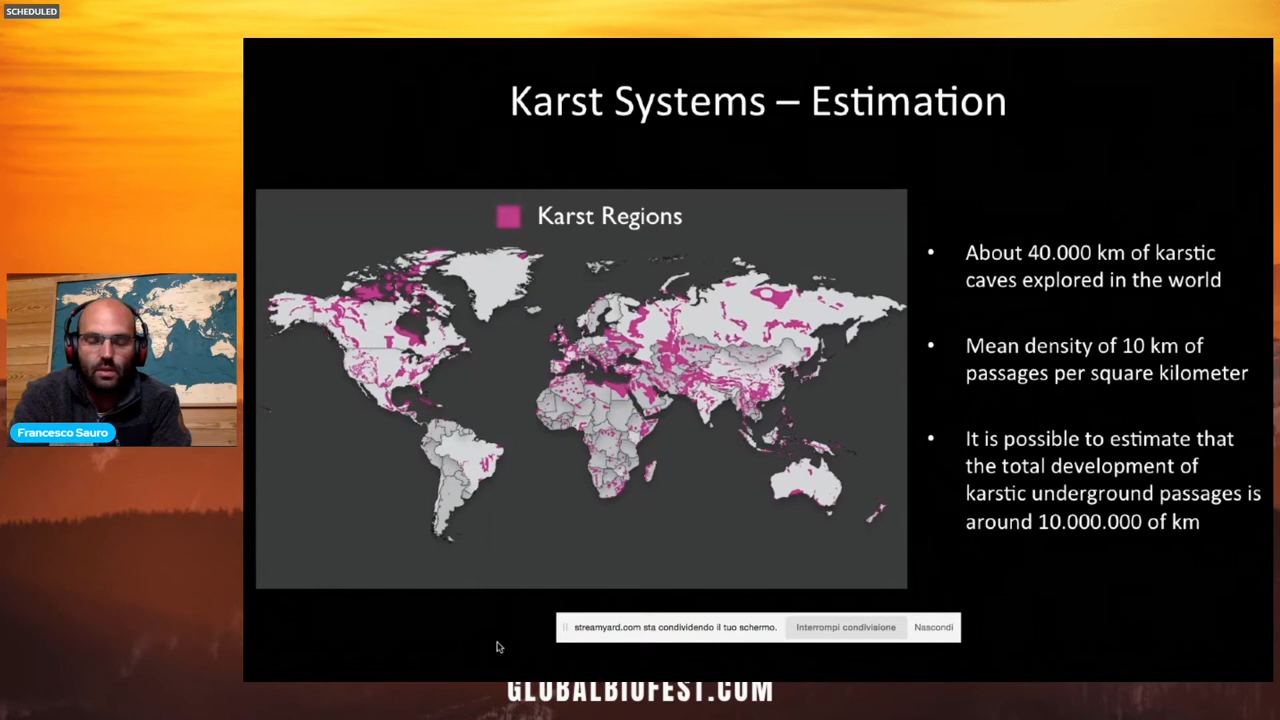 SCHEDULED
Karst Systems – Estimation
Karst Regions
• About 40.000 km of karstic
caves explored in the world
• Mean density of 10 km of
passages per square kilometer
• It is possible to estimate that
the total development of
karstic underground passages is
around 10.000.000 of km
Francesco Sauro
streamyard.com sta condividendo il tuo schermo.
Interrompi condivisione
Nascondi
GLOBALBIOFEST.COM